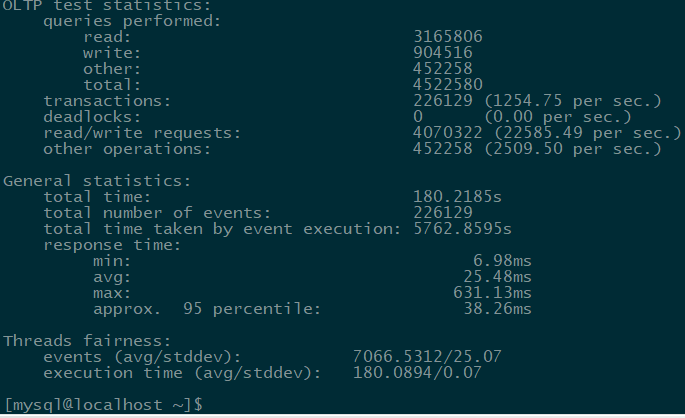 OLTP test statistics:
queries performed:
read: 3165806
write: 904516
other: 452258
total: 4522580
transactions: 226129 (1254.75 per sec.)
deadlocks: 0 (0.00 per sec.)
read/write requests: 4070322 (22585.49 per sec.)
other operations: 452258 (2509.50 per sec.)
General statistics:
total time: 180.2185s
total number of events: 226129
total time taken by event execution: 5762.8595s
response time:
min: 6.98ms
avg: 25.48ms
max: 631.13ms
approx. 95 percentile: 38.26ms
Threads fairness:
events (avg/stddev): 7066.5312/25.07
execution time (avg/stddev): 180.0894/0.07
[mysql@localhost ~]$